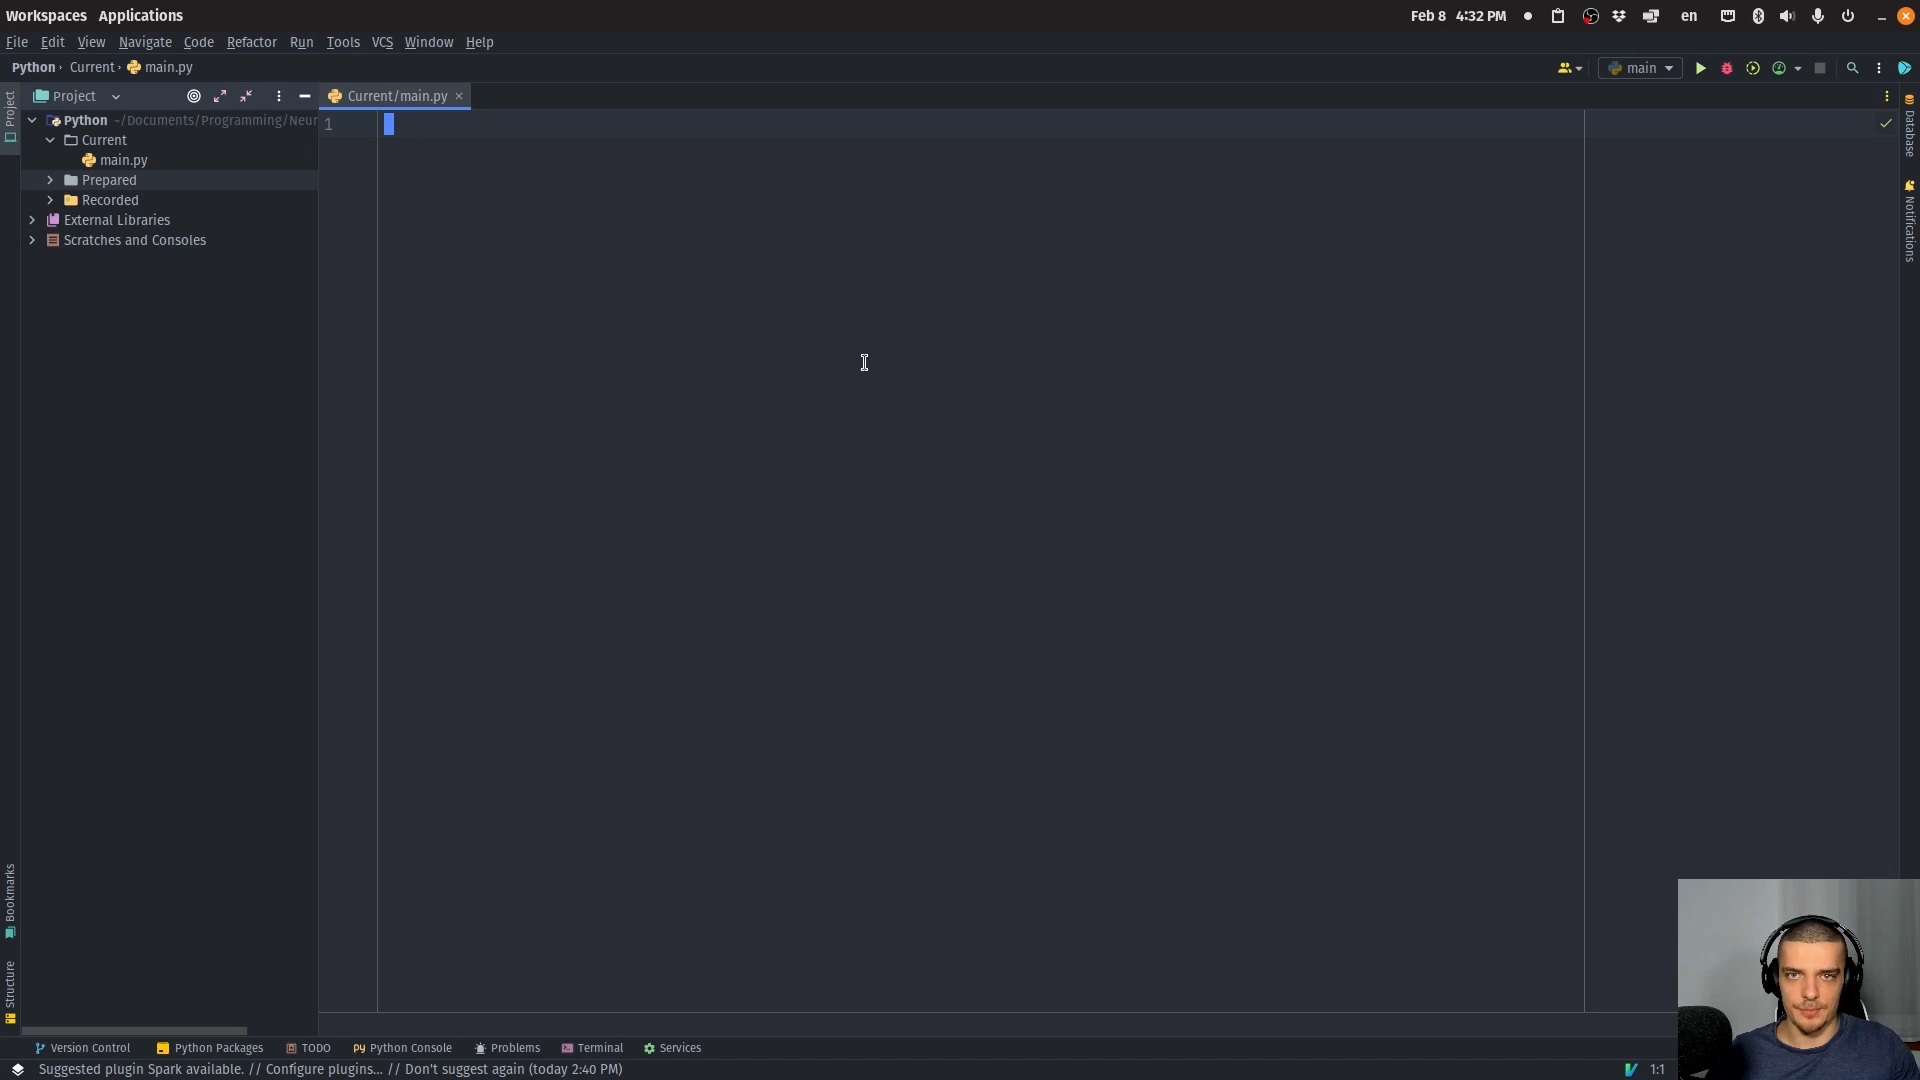 Workspaces Applications
Feb 8 4:32 PM
en
File Edit View Navigate Code Refactor Run Tools VCS Window Help
Python › Current › main.py
main
Project
Project
Current/main.py
Python ~/Documents/Programming/Neur
1
Current
main.py
Prepared
Recorded
External Libraries
Scratches and Consoles
Database
Notifications
Bookmarks
Structure
Version Control Python Packages TODO Python Console Problems Terminal Services
Suggested plugin Spark available. // Configure plugins... // Don't suggest again (today 2:40 PM)
1:1